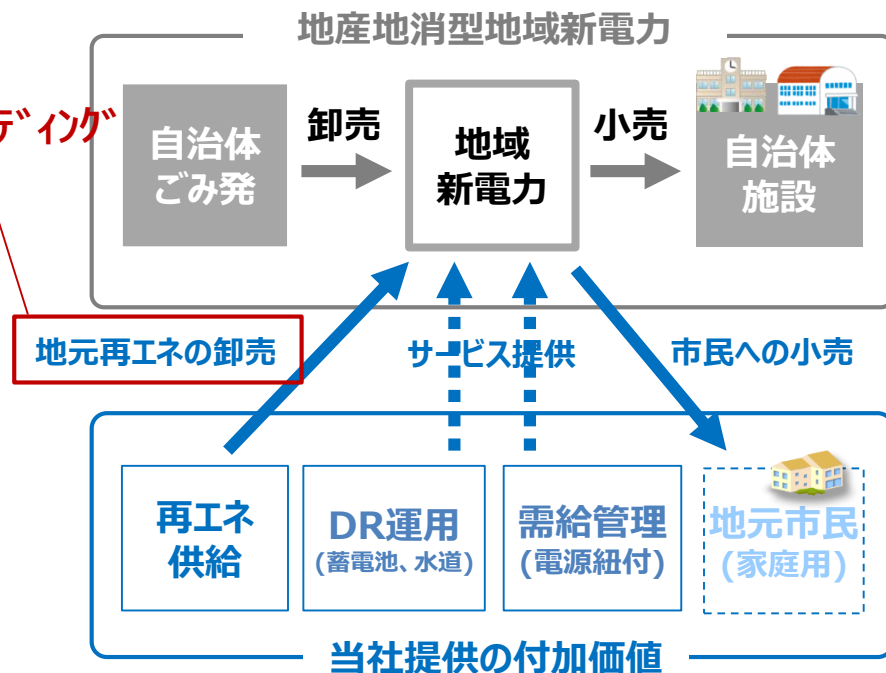 地産地消型地域新電力
ディング
自治体
ごみ発
卸売
地域
新電力
小売
自治体
施設
地元再エネの卸売
サービス提供
市民への小売
再エネ
供給
DR運用
(蓄電池、水道)
需給管理
(電源紐付)
地元市民
(家庭用)
当社提供の付加価値